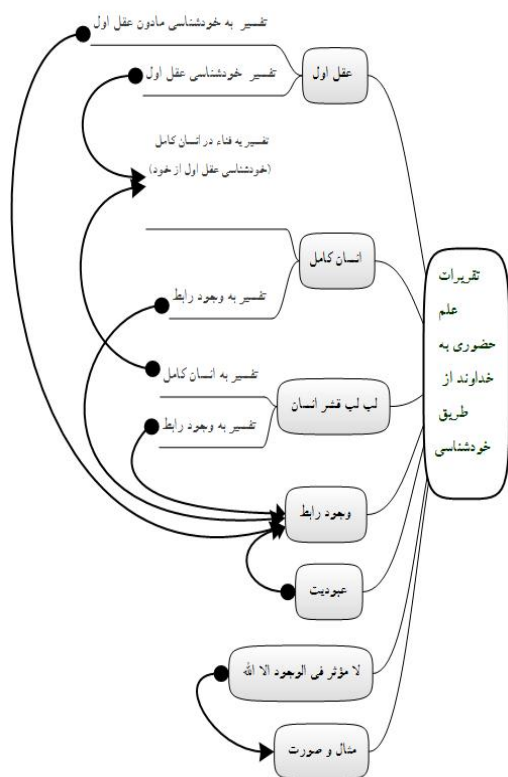 تقریرات
علم
حضوری به
خداوند از
طریق
خودشناسی
عقل اول
تفسیر به خودشناسی مادون عقل اول
تفسیر خودشناسی عقل اول
تفسیر به فناء در انسان کامل
(خودشناسی عقل اول از خود)
انسان کامل
تفسیر به وجود رابط
لب لب قشر انسان
تفسیر به انسان کامل
تفسیر به وجود رابط
وجود رابط
عبودیت
لا مؤثر فی الوجود الا الله
مثال و صورت